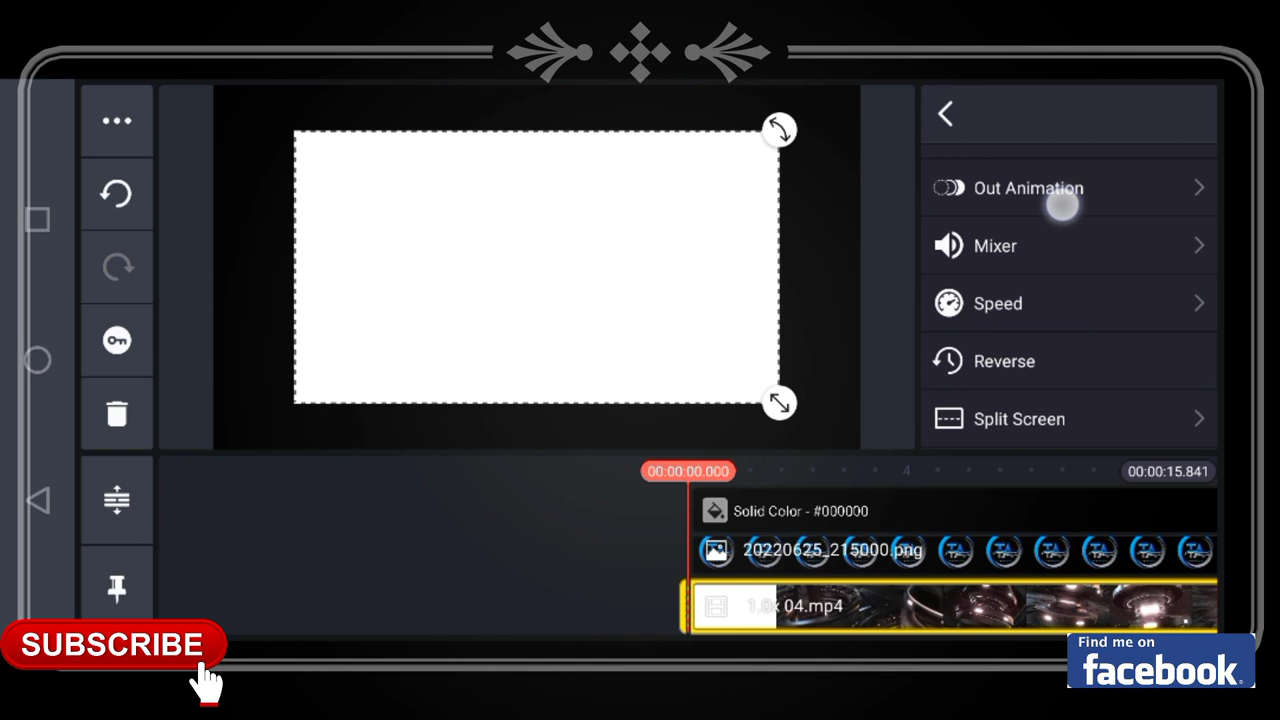 Out Animation
Mixer
Speed
Reverse
Split Screen
00:00:00.000
4
00:00:15.841
Solid Color - #000000
20220625_215000.png
1.0x 04.mp4
SUBSCRIBE
Find me on
facebook